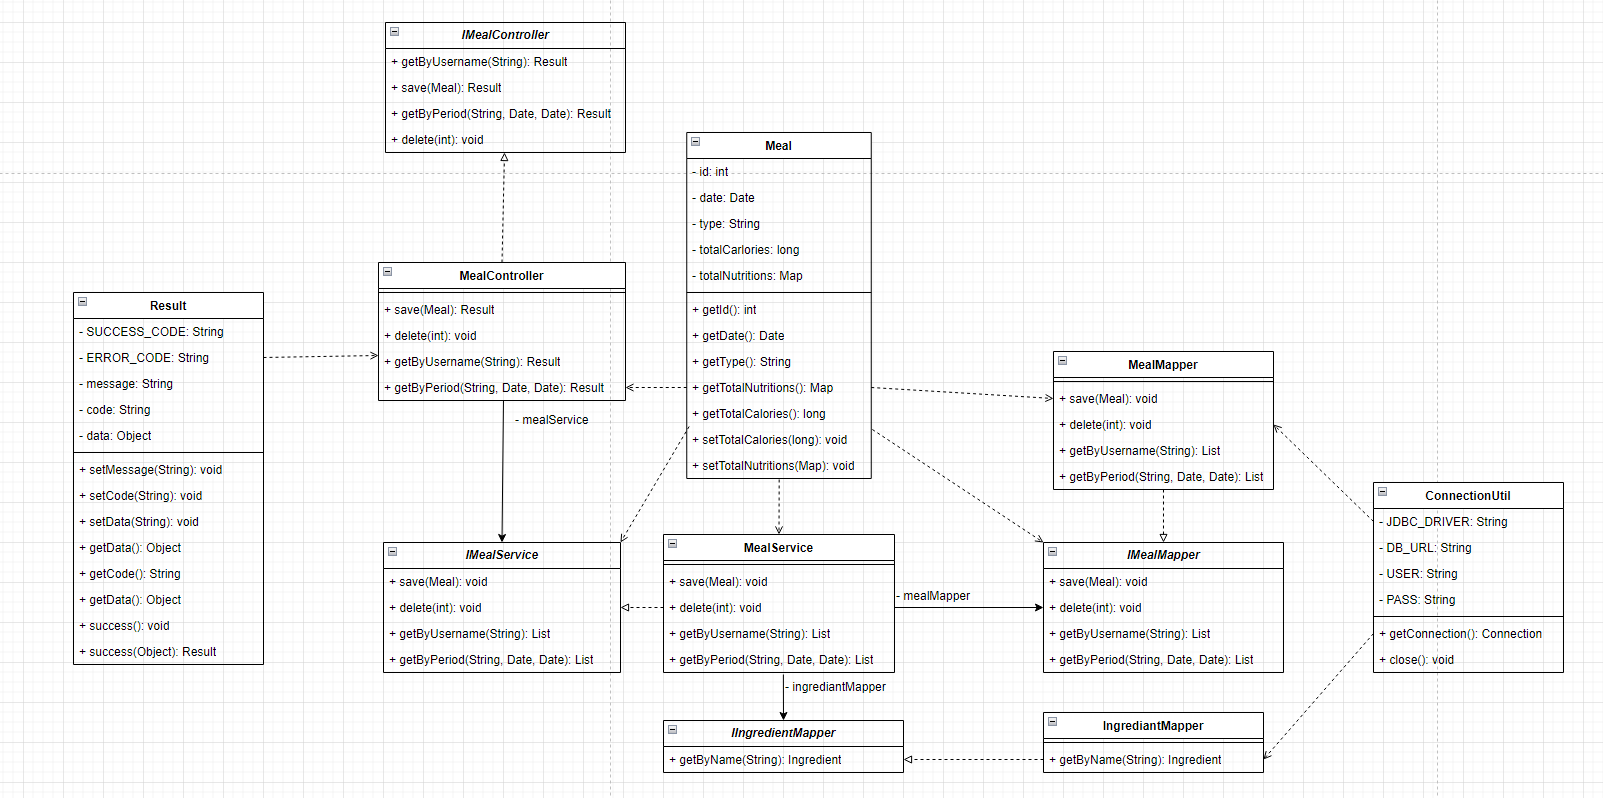 IMealController
+ getByUsername(String): Result
+ save(Meal): Result
+ getByPeriod(String, Date, Date): Result
+ delete(int): void
Meal
- id: int
- date: Date
- type: String
- totalCarlories: long
- totalNutritions: Map
+ getId(): int
+ getDate(): Date
+ getType(): String
+ getTotalNutritions(): Map
+ getTotalCalories(): long
+ setTotalCalories(long): void
+ setTotalNutritions(Map): void
MealController
+ save(Meal): Result
+ delete(int): void
+ getByUsername(String): Result
+ getByPeriod(String, Date, Date): Result
- mealService
Result
- SUCCESS_CODE: String
- ERROR_CODE: String
- message: String
- code: String
- data: Object
+ setMessage(String): void
+ setCode(String): void
+ setData(String): void
+ getData(): Object
+ getCode(): String
+ getData(): Object
+ success(): void
+ success(Object): Result
MealMapper
+ save(Meal): void
+ delete(int): void
+ getByUsername(String): List
+ getByPeriod(String, Date, Date): List
ConnectionUtil
- JDBC_DRIVER: String
- DB_URL: String
- USER: String
- PASS: String
+ getConnection(): Connection
+ close(): void
IMealService
+ save(Meal): void
+ delete(int): void
+ getByUsername(String): List
+ getByPeriod(String, Date, Date): List
MealService
+ save(Meal): void
+ delete(int): void
+ getByUsername(String): List
+ getByPeriod(String, Date, Date): List
- mealMapper
- ingrediantMapper
IMealMapper
+ save(Meal): void
+ delete(int): void
+ getByUsername(String): List
+ getByPeriod(String, Date, Date): List
IIngredientMapper
+ getByName(String): Ingredient
IngrediantMapper
+ getByName(String): Ingredient